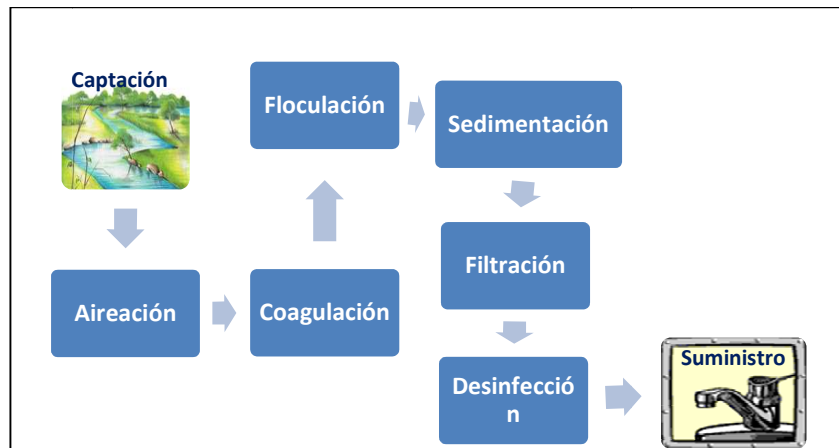 Captación
Aireación
Coagulación
Floculación
Sedimentación
Filtración
Desinfecció
n
Suministro